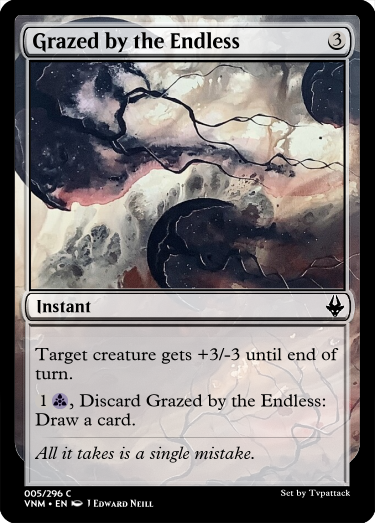 Grazed by the Endless 3
Instant
Target creature gets +3/-3 until end of
turn.
1 , Discard Grazed by the Endless:
Draw a card.
All it takes is a single mistake.
005/296 C
Set by Tvpattack
VNM • EN J Edward Neill